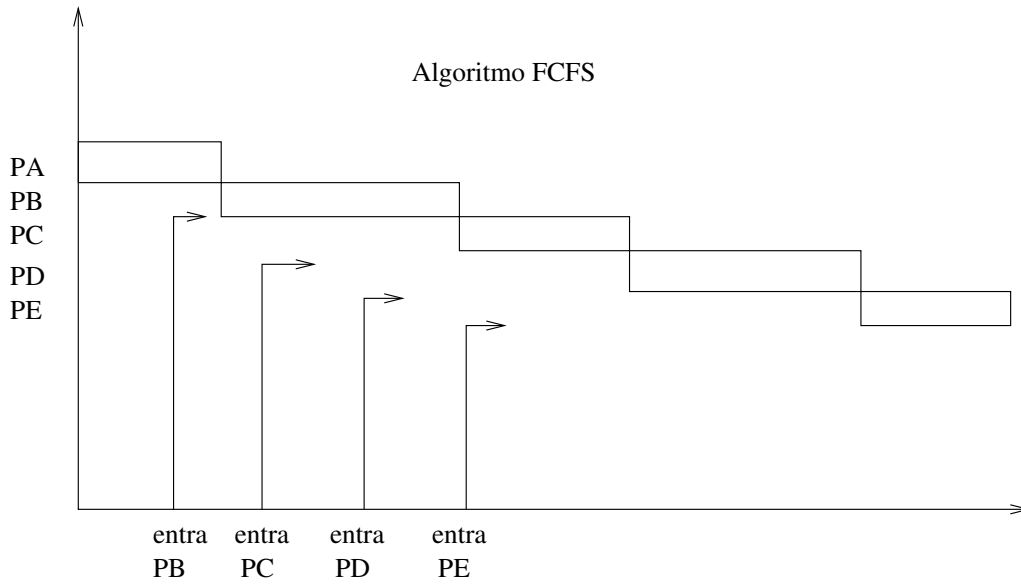 Algoritmo FCFS
PA
PB
PC
PD
PE
entra entra entra entra
PB PC PD PE